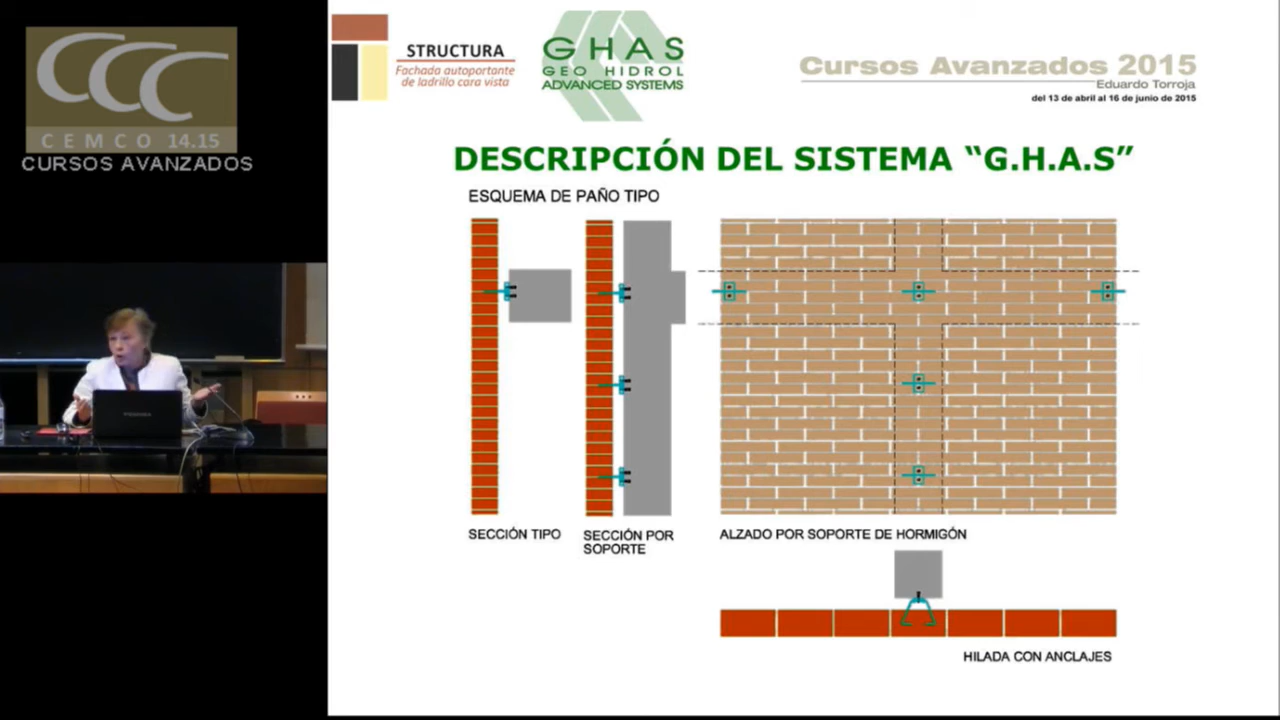 CCC
CEMCO 14.15
CURSOS AVANZADOS
STRUCTURA
Fachada autoportante
de ladrillo cara vista
GHAS
GEO HIDROL
ADVANCED SYSTEMS
Cursos Avanzados 2015
Eduardo Torroja
del 13 de abril al 16 de junio de 2015
DESCRIPCIÓN DEL SISTEMA “G.H.A.S”
ESQUEMA DE PAÑO TIPO
SECCIÓN TIPO
SECCIÓN POR
SOPORTE
ALZADO POR SOPORTE DE HORMIGÓN
HILADA CON ANCLAJES
TOSHIBA